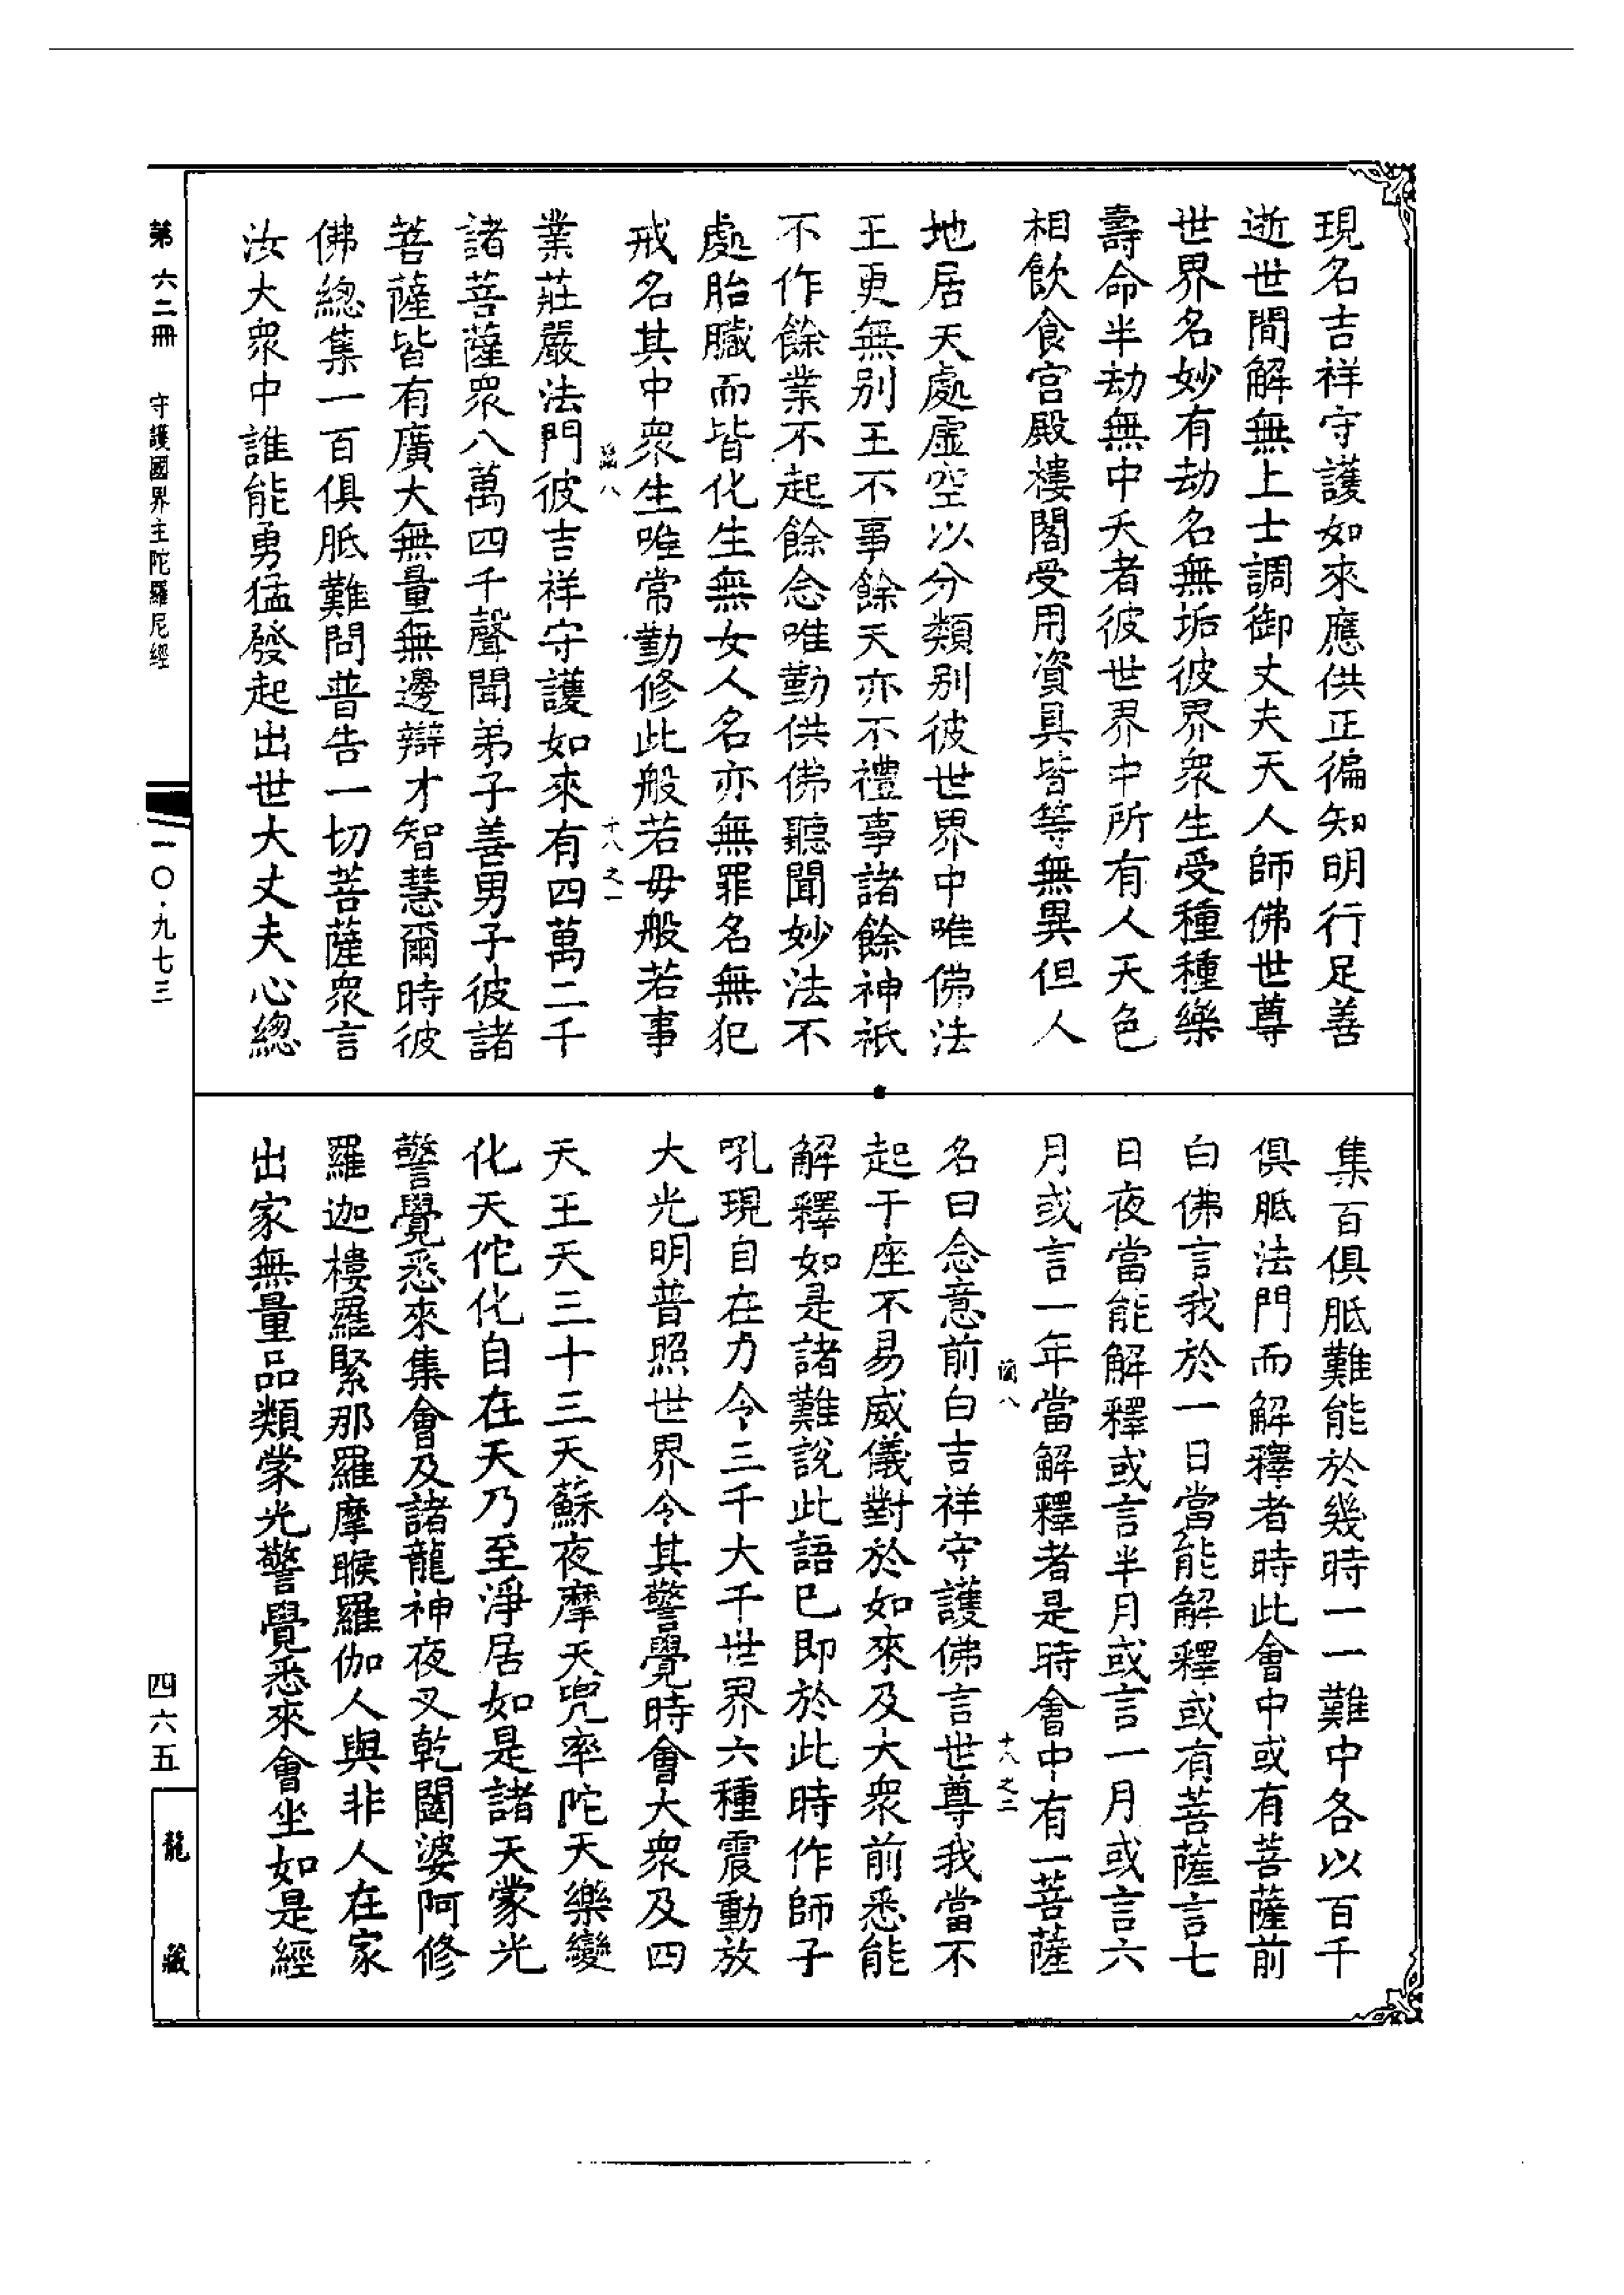 現名吉祥守護如來應供正徧知明行足善
逝世間解無上士調御丈夫天人師佛世尊
世界名妙有劫名無垢彼界衆生受種種樂
壽命半劫無中夭者彼世界中所有人天色
相飲食宮殿樓閣受用資具皆等無異但人
地居天處虛空以分類別彼世界中唯佛法
王更無別王不事餘天亦不禮事諸餘神祇
不作餘業不起餘念唯勤供佛聽聞妙法不
處胎臟而皆化生無女人名亦無罪名無犯
戒名其中衆生唯常勤修此般若毋般若事
八 十八之一
業莊嚴法門彼吉祥守護如來有四萬二千
諸菩薩衆八萬四千聲聞弟子善男子彼諸
菩薩皆有廣大無量無邊辯才智慧爾時彼
佛總集一百俱胝難問普告一切菩薩衆言
汝大衆中誰能勇猛發起出世大丈夫心總
集百俱胝難能於幾時一一難中各以百千
俱胝法門而解釋者時此會中或有菩薩前
白佛言我於一日當能解釋或有菩薩言七
日夜當能解釋或言半月或言一月或言六
月或言一年當解釋者是時會中有一菩薩
八 十八之二
名曰念意前白吉祥守護佛言世尊我當不
起于座不易威儀對於如來及大衆前悉能
解釋如是諸難說此語已即於此時作師子
吼現自在力令三千大千世界六種震動放
大光明普照世界令其警覺時會大衆及四
天王天三十三天蘇夜摩天兜率陀天樂變
化天佗化自在天乃至淨居如是諸天蒙光
警覺悉來集會及諸龍神夜叉乾闥婆阿修
羅迦樓羅緊那羅摩睺羅伽人與非人在家
出家無量品類蒙光警覺悉來會坐如是經
第六二冊 守護國界主陀羅尼經
一〇·九七三
四六五
龍藏